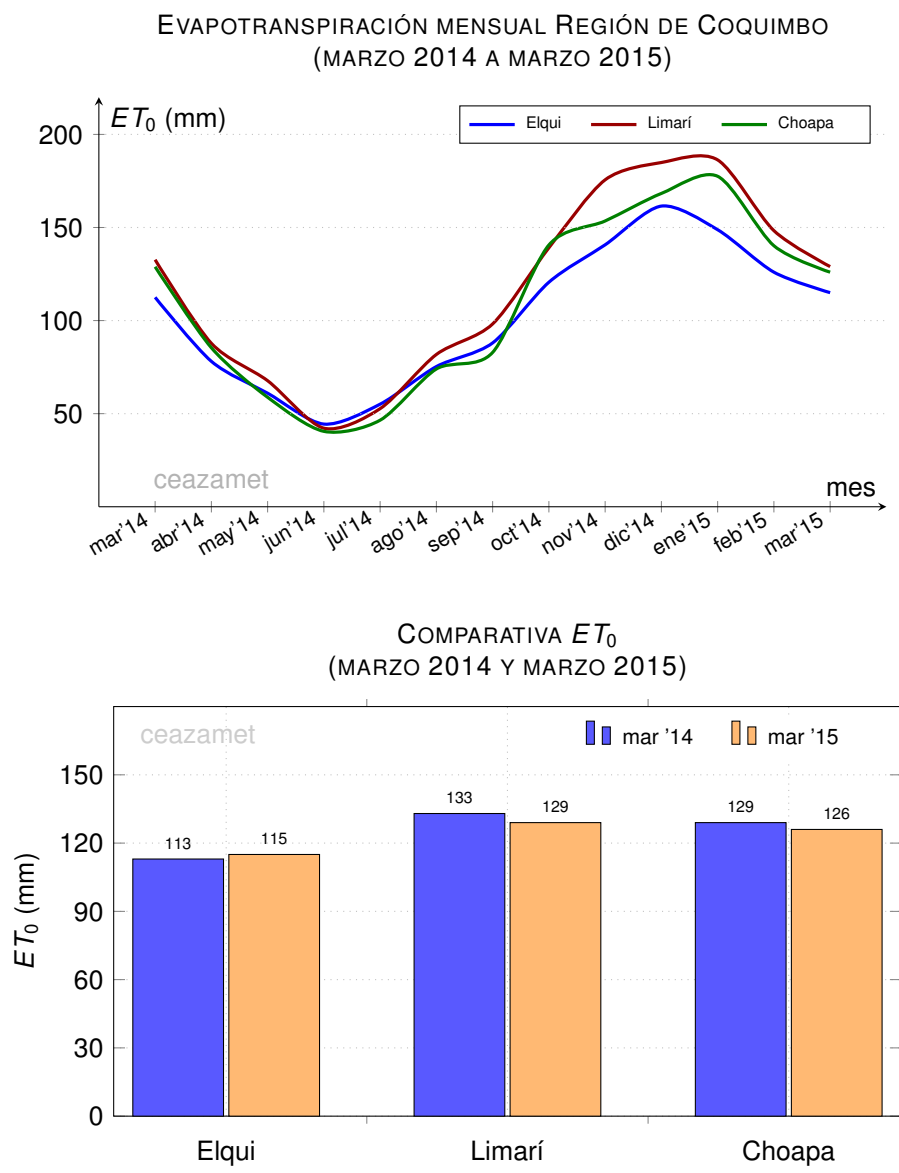 EVAPOTRANSPIRACIÓN MENSUAL REGIÓN DE COQUIMBO
(MARZO 2014 A MARZO 2015)
ET0 (mm)
Elqui Limarí Choapa
200
150
100
50
ceazamet
mes
mar'14 abr'14 may'14 jun'14 jul'14 ago'14 sep'14 oct'14 nov'14 dic'14 ene'15 feb'15 mar'15
COMPARATIVA ET0
(MARZO 2014 Y MARZO 2015)
ceazamet
mar '14 mar '15
150
120
90
60
30
0
ET0 (mm)
113 115 133 129 129 126
Elqui Limarí Choapa